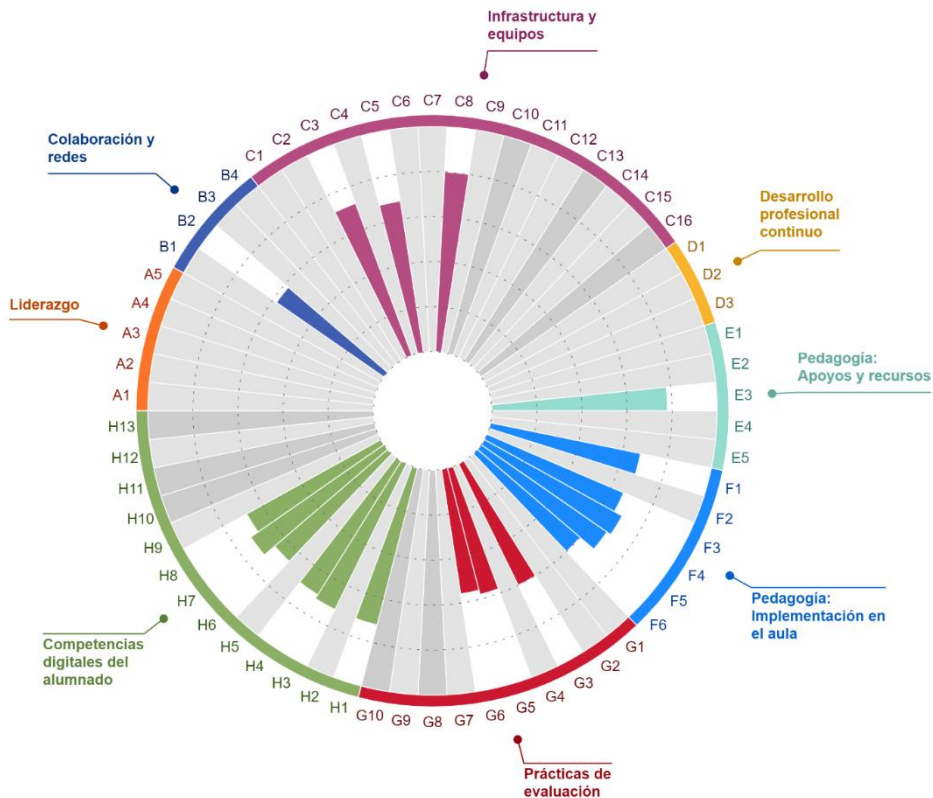 Infrastructura y
equipos
Colaboración y
redes
Desarrollo
profesional
continuo
Liderazgo
Pedagogía:
Apoyos y recursos
Pedagogía:
Implementación en
el aula
Competencias
digitales del
alumnado
Prácticas de
evaluación
A1
A2
A3
A4
A5
B1
B2
B3
B4
C1
C2
C3
C4
C5
C6
C7
C8
C9
C10
C11
C12
C13
C14
C15
C16
D1
D2
D3
E1
E2
E3
E4
E5
F1
F2
F3
F4
F5
F6
G1
G2
G3
G4
G5
G6
G7
G8
G9
G10
H1
H2
H3
H4
H5
H6
H7
H8
H9
H10
H11
H12
H13